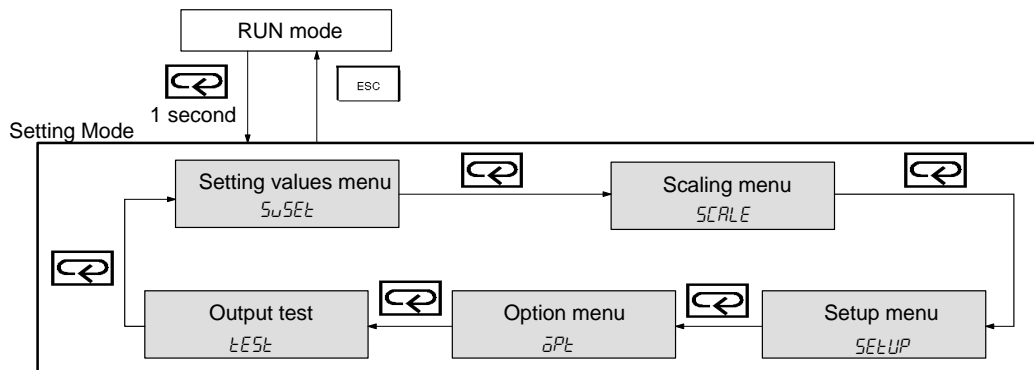 RUN mode
ESC
1 second
Setting Mode
Setting values menu
SvSEt
Scaling menu
SCALE
Output test
tESt
Option menu
oPt
Setup menu
SEtUP